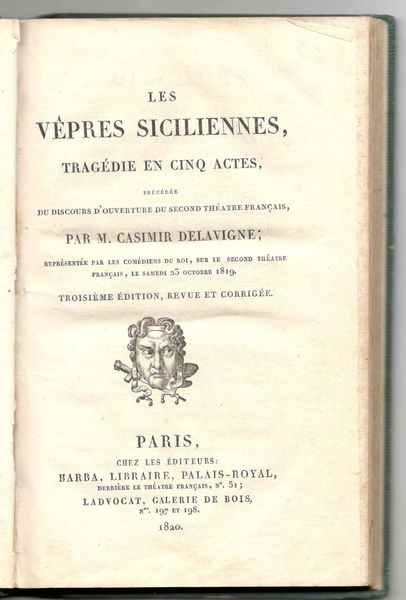 LES
VÊPRES SICILIENNES,
TRAGÉDIE EN CINQ ACTES,
PRÉCÉDÉE
DU DISCOURS D'OUVERTURE DU SECOND THÉATRE FRANÇAIS,
PAR M. CASIMIR DELAVIGNE;
REPRÉSENTÉE PAR LES COMÉDIENS DU ROI, SUR LE SECOND THÉATRE
FRANÇAIS, LE SAMEDI 23 OCTOBRE 1819.
TROISIÈME ÉDITION, REVUE ET CORRIGÉE.
PARIS,
CHEZ LES ÉDITEURS:
BARBA, LIBRAIRE, PALAIS-ROYAL,
DERRIÈRE LE THÉATRE FRANÇAIS, Nº. 51;
LADVOCAT, GALERIE DE BOIS,
Nos. 197 ET 198.
1820.